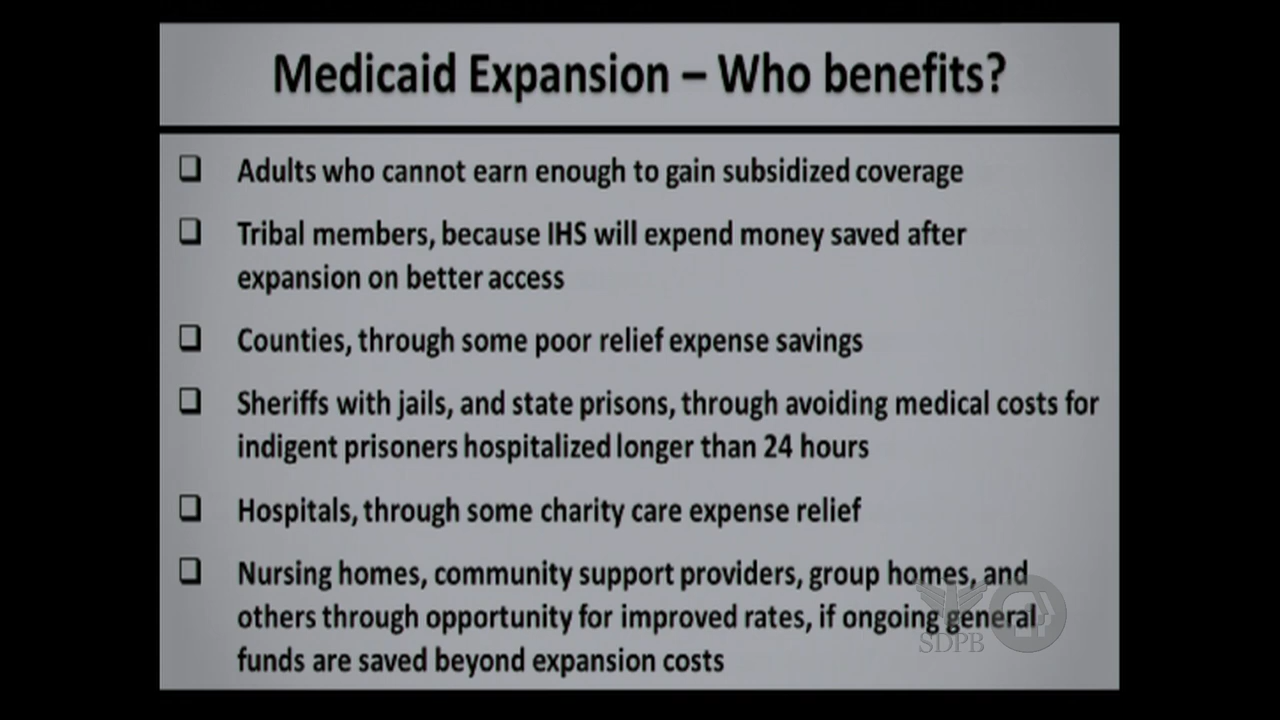 Medicaid Expansion – Who benefits?
Adults who cannot earn enough to gain subsidized coverage
Tribal members, because IHS will expend money saved after
expansion on better access
Counties, through some poor relief expense savings
Sheriffs with jails, and state prisons, through avoiding medical costs for
indigent prisoners hospitalized longer than 24 hours
Hospitals, through some charity care expense relief
Nursing homes, community support providers, group homes, and
others through opportunity for improved rates, if ongoing general
funds are saved beyond expansion costs
SDPB